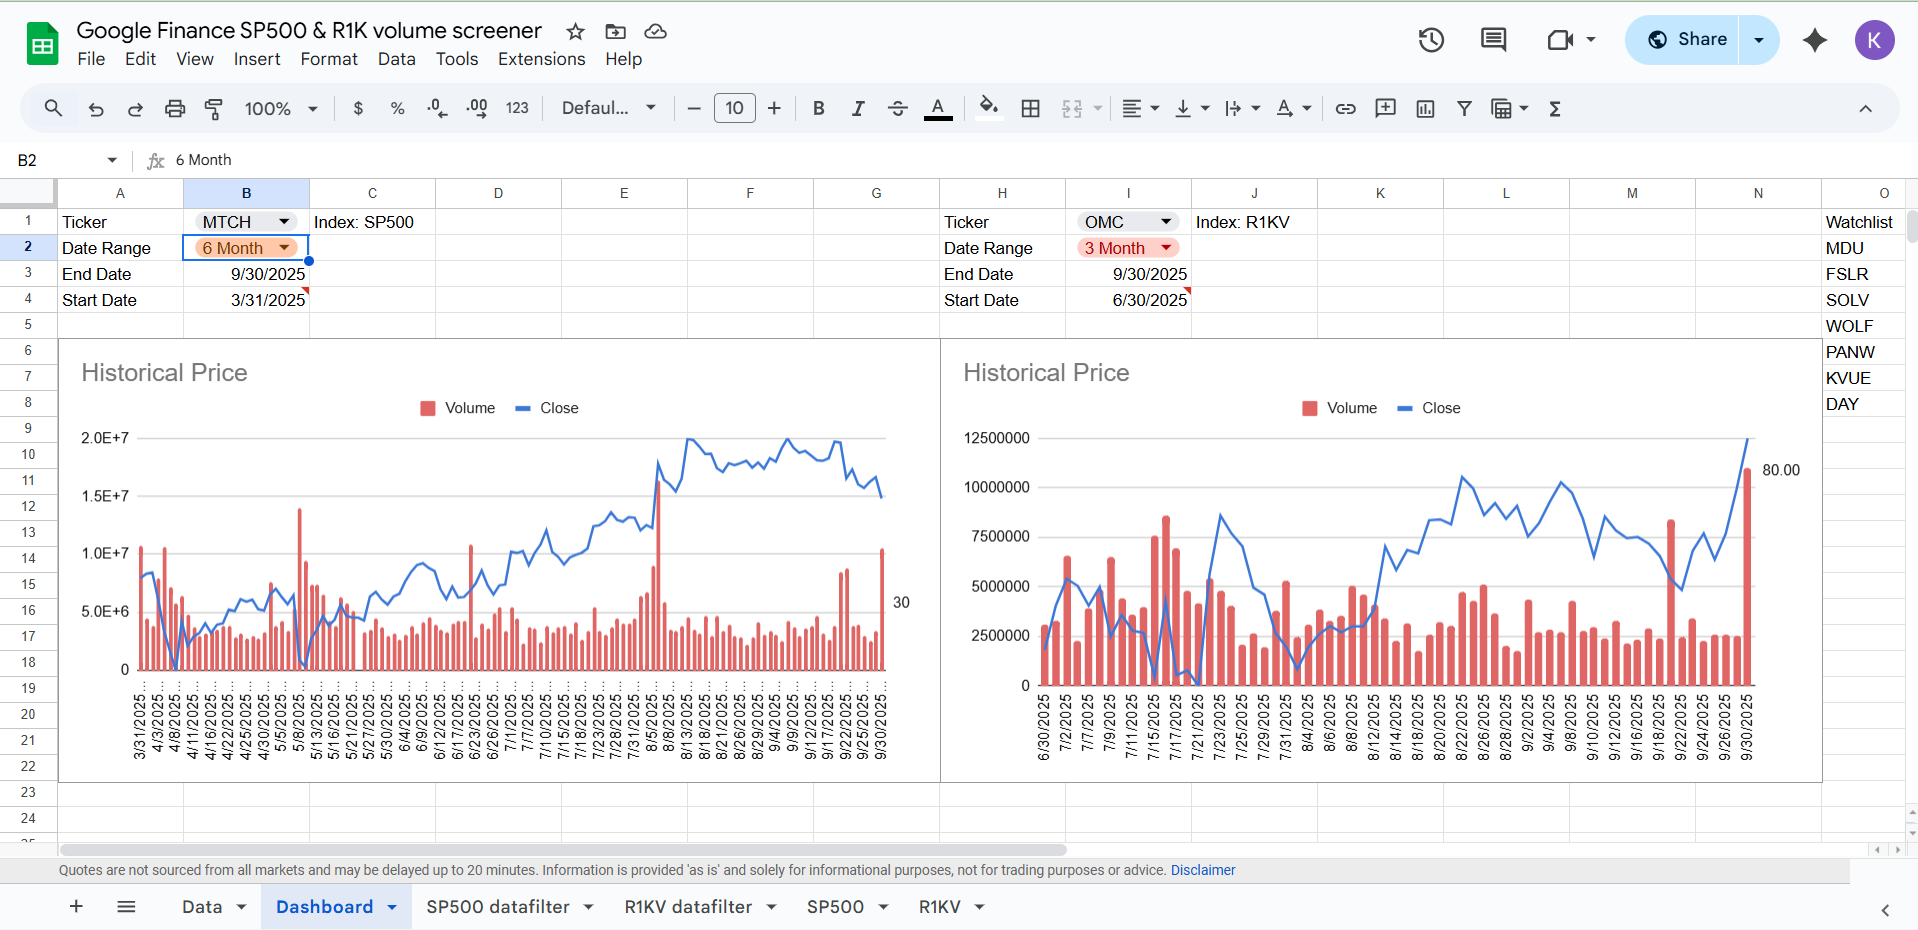 Google Finance SP500 & R1K volume screener
File Edit View Insert Format Data Tools Extensions Help
Share
K
100% $ % .0 .00 123 Defaul... 10 B I A
B2 fx 6 Month
A B C D E F G H I J K L M N O
1 Ticker MTCH Index: SP500 Ticker OMC Index: R1KV Watchlist
2 Date Range 6 Month Date Range 3 Month MDU
3 End Date 9/30/2025 End Date 9/30/2025 FSLR
4 Start Date 3/31/2025 Start Date 6/30/2025 SOLV
5 WOLF
6 PANW
7 KVUE
8 DAY
9
10
11
12
13
14
15
16
17
18
19
20
21
22
23
24
25
Historical Price
Volume Close
2.0E+7
1.5E+7
1.0E+7
5.0E+6
0
30
3/31/2025... 4/3/2025... 4/8/2025... 4/11/2025... 4/16/2025... 4/22/2025... 4/25/2025... 4/30/2025... 5/5/2025... 5/8/2025... 5/13/2025... 5/16/2025... 5/21/2025... 5/27/2025... 5/30/2025... 6/4/2025... 6/9/2025... 6/12/2025... 6/17/2025... 6/23/2025... 6/26/2025... 7/1/2025... 7/7/2025... 7/10/2025... 7/15/2025... 7/18/2025... 7/23/2025... 7/28/2025... 7/31/2025... 8/5/2025... 8/8/2025... 8/13/2025... 8/18/2025... 8/21/2025... 8/26/2025... 8/29/2025... 9/4/2025... 9/9/2025... 9/12/2025... 9/17/2025... 9/22/2025... 9/25/2025... 9/30/2025...
Historical Price
Volume Close
12500000
10000000
7500000
5000000
2500000
0
80.00
6/30/2025 7/2/2025 7/7/2025 7/9/2025 7/11/2025 7/15/2025 7/17/2025 7/21/2025 7/23/2025 7/25/2025 7/29/2025 7/31/2025 8/4/2025 8/6/2025 8/8/2025 8/12/2025 8/14/2025 8/18/2025 8/20/2025 8/22/2025 8/26/2025 8/28/2025 9/2/2025 9/4/2025 9/8/2025 9/10/2025 9/12/2025 9/16/2025 9/18/2025 9/22/2025 9/24/2025 9/26/2025 9/30/2025
Quotes are not sourced from all markets and may be delayed up to 20 minutes. Information is provided 'as is' and solely for informational purposes, not for trading purposes or advice. Disclaimer
Data Dashboard SP500 datafilter R1KV datafilter SP500 R1KV